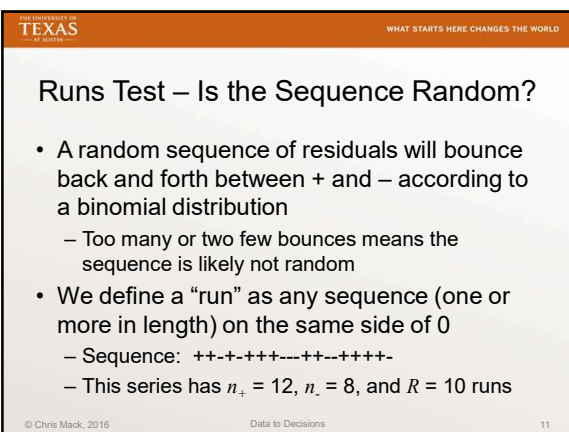 THE UNIVERSITY OF
TEXAS
AT AUSTIN
WHAT STARTS HERE CHANGES THE WORLD
Runs Test – Is the Sequence Random?
• A random sequence of residuals will bounce
back and forth between + and – according to
a binomial distribution
– Too many or two few bounces means the
sequence is likely not random
• We define a “run” as any sequence (one or
more in length) on the same side of 0
– Sequence: ++-+-+++---++--++++-
– This series has n+ = 12, n- = 8, and R = 10 runs
© Chris Mack, 2016
Data to Decisions
11